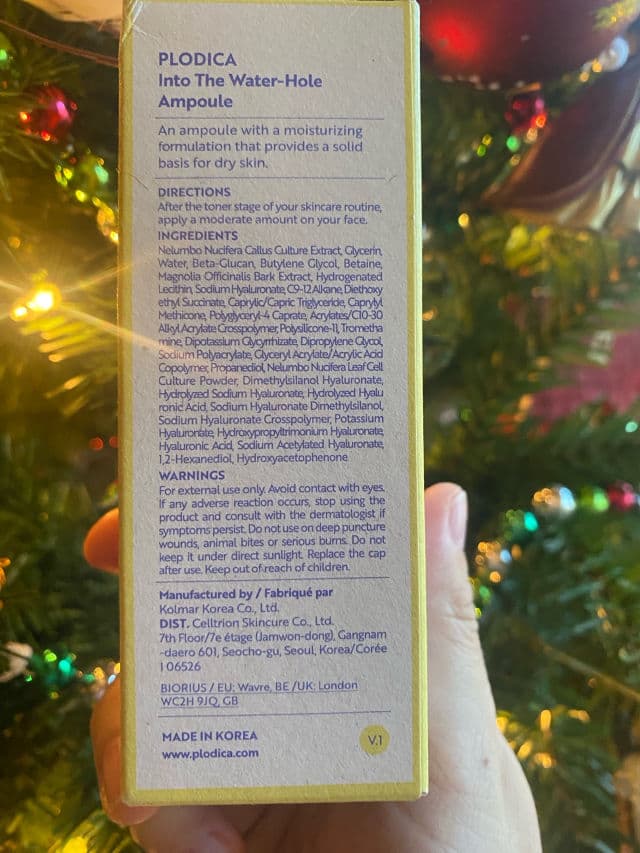 PLODICA
Into The Water-Hole
Ampoule
An ampoule with a moisturizing
formulation that provides a solid
basis for dry skin.
DIRECTIONS
After the toner stage of your skincare routine,
apply a moderate amount on your face.
INGREDIENTS
Nelumbo Nucifera Callus Culture Extract, Glycerin,
Water, Beta-Glucan, Butylene Glycol, Betaine,
Magnolia Officinalis Bark Extract, Hydrogenated
Lecithin, Sodium Hyaluronate, C9-12 Alkane, Diethoxy
ethyl Succinate, Caprylic/Capric Triglyceride, Caprylyl
Methicone, Polyglyceryl-4 Caprate, Acrylates/C10-30
Alkyl Acrylate Crosspolymer, Polysilicone-11, Trometha
mine, Dipotassium Glycyrrhizate, Dipropylene Glycol,
Sodium Polyacrylate, Glyceryl Acrylate/Acrylic Acid
Copolymer, Propanediol, Nelumbo Nucifera Leaf Cell
Culture Powder, Dimethylsilanol Hyaluronate,
Hydrolyzed Sodium Hyaluronate, Hydrolyzed Hyalu
ronic Acid, Sodium Hyaluronate Dimethylsilanol,
Sodium Hyaluronate Crosspolymer, Potassium
Hyaluronate, Hydroxypropyltrimonium Hyaluronate,
Hyaluronic Acid, Sodium Acetylated Hyaluronate,
1,2-Hexanediol, Hydroxyacetophenone
WARNINGS
For external use only. Avoid contact with eyes.
If any adverse reaction occurs, stop using the
product and consult with the dermatologist if
symptoms persist. Do not use on deep puncture
wounds, animal bites or serious burns. Do not
keep it under direct sunlight. Replace the cap
after use. Keep out of reach of children.
Manufactured by / Fabriqué par
Kolmar Korea Co., Ltd.
DIST. Celltrion Skincure Co., Ltd.
7th Floor/7e étage (Jamwon-dong), Gangnam
-daero 601, Seocho-gu, Seoul, Korea/Corée
| 06526
BIORIUS / EU: Wavre, BE /UK: London
WC2H 9JQ, GB
MADE IN KOREA
www.plodica.com
V.1